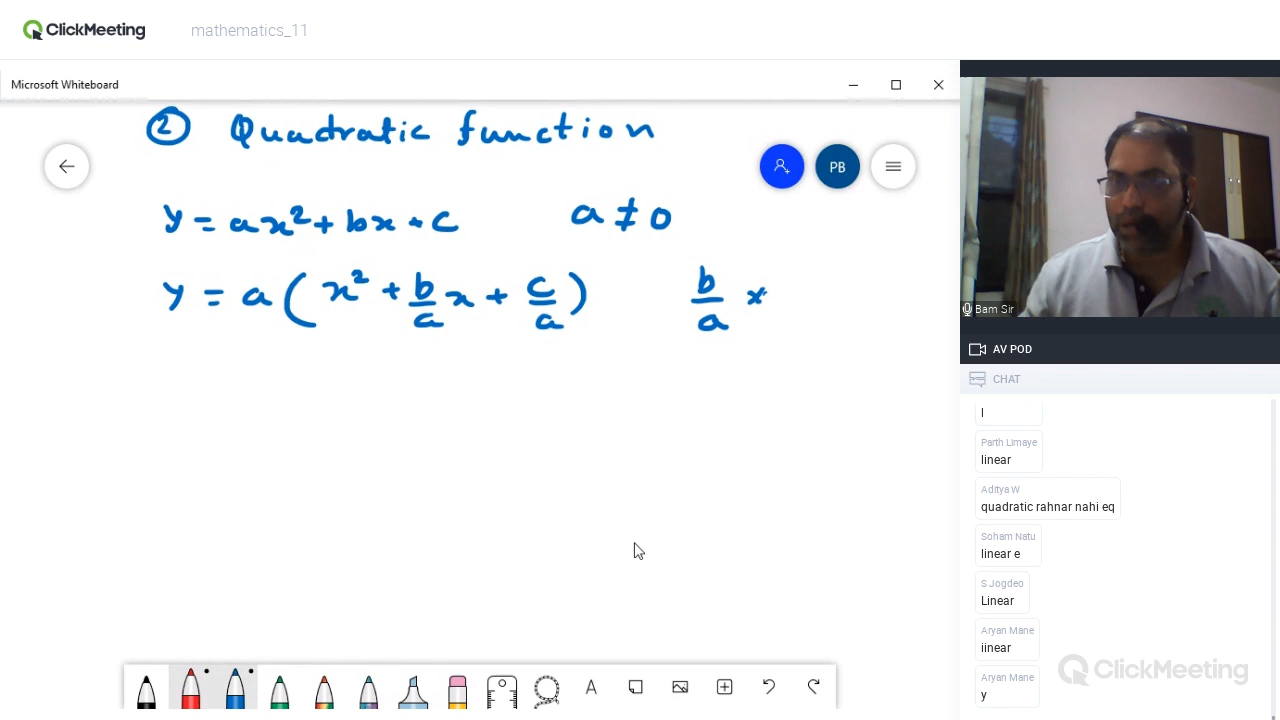 ClickMeeting mathematics_11
Microsoft Whiteboard
② Quadratic function
PB
y = ax² + bx + c a ≠ 0
y = a ( x² + b/a x + c/a ) b/a ×
A
Bam Sir
AV POD
CHAT
l
Parth Limaye
linear
Aditya W
quadratic rahnar nahi eq
Soham Natu
linear e
S Jogdeo
Linear
Aryan Mane
iinear
Aryan Mane
y
ClickMeeting